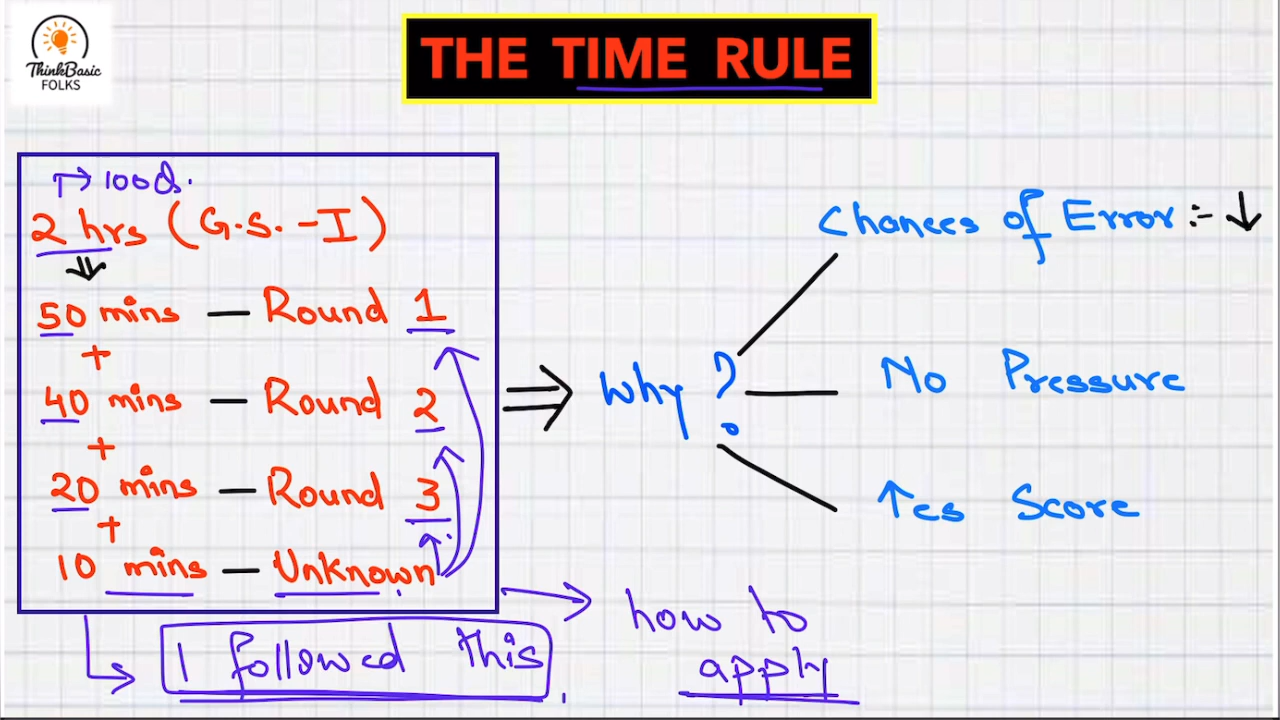 ThinkBasic
FOLKS
THE TIME RULE
→ 100Q.
2 hrs (G.S.-I)
50 mins — Round 1
+
40 mins — Round 2
+
20 mins — Round 3
+
10 mins — Unknown
I followed this
Why ?
Chances of Error :- ↓
No Pressure
↑es Score
how to
apply